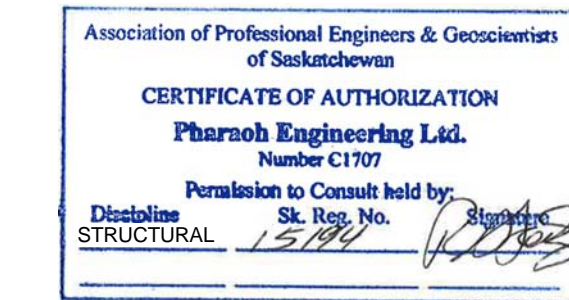 Association of Professional Engineers & Geoscientists
of Saskatchewan
CERTIFICATE OF AUTHORIZATION
Pharaoh Engineering Ltd.
Number C1707
Permission to Consult held by:
Discipline Sk. Reg. No. Signature
STRUCTURAL 15194